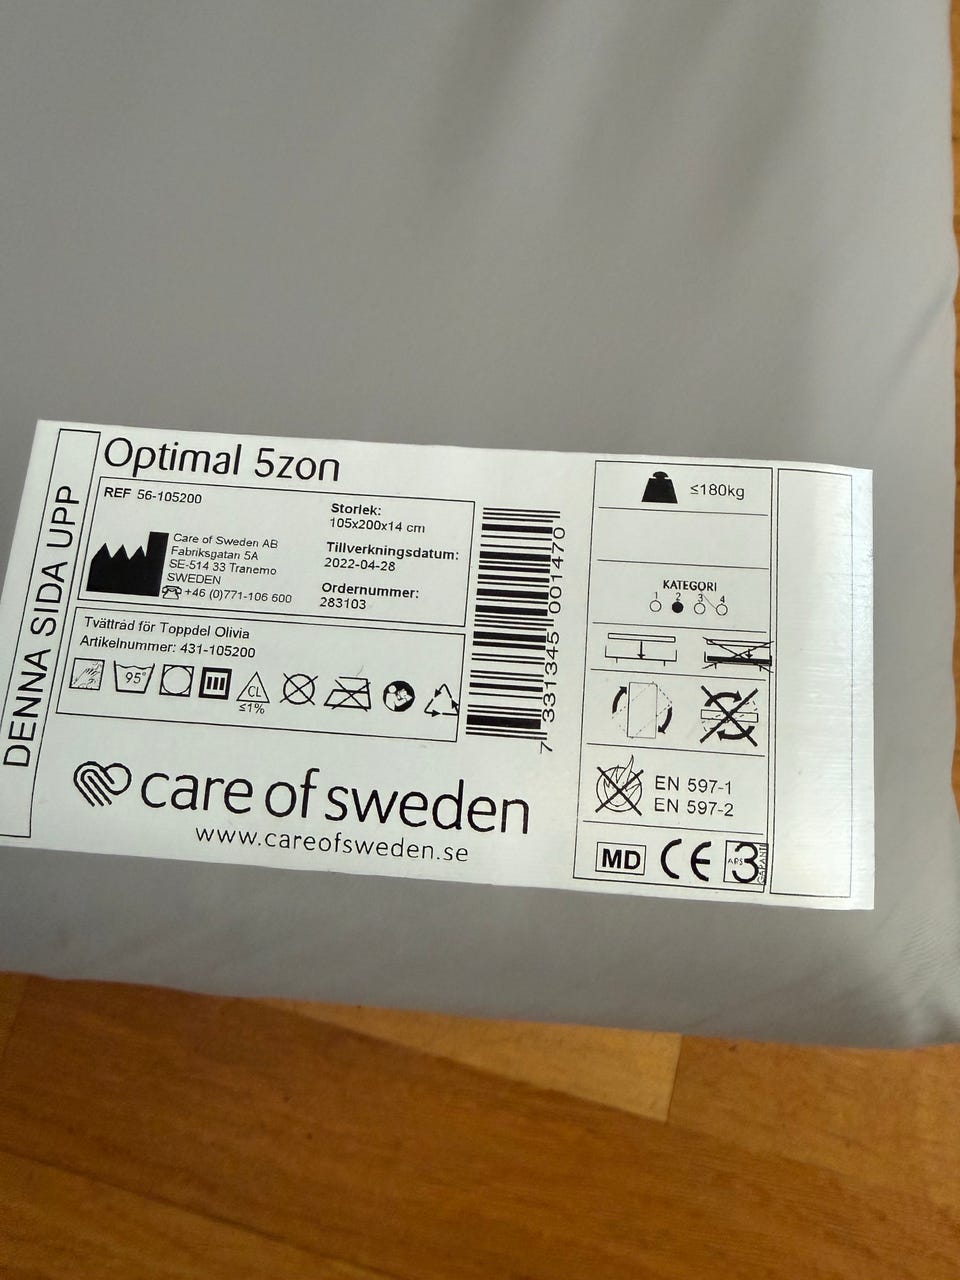 DENNA SIDA UPP
Optimal 5zon
REF 56-105200
Care of Sweden AB
Fabriksgatan 5A
SE-514 33 Tranemo
SWEDEN
+46 (0)771-106 600
Storlek:
105x200x14 cm
Tillverkningsdatum:
2022-04-28
Ordernummer:
283103
Tvättråd för Toppdel Olivia
Artikelnummer: 431-105200
95°
CL
≤1%
care of sweden
www.careofsweden.se
7 331345 001470
≤180kg
KATEGORI
1 2 3 4
EN 597-1
EN 597-2
MD CE 3
ÅRS
GARANTI